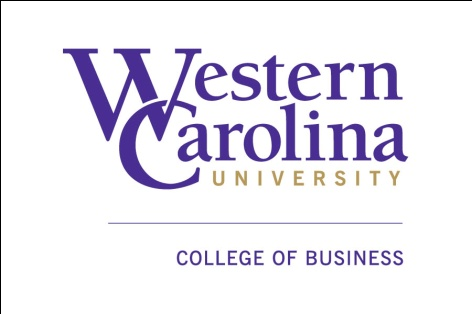 Western
Carolina
UNIVERSITY
COLLEGE OF BUSINESS